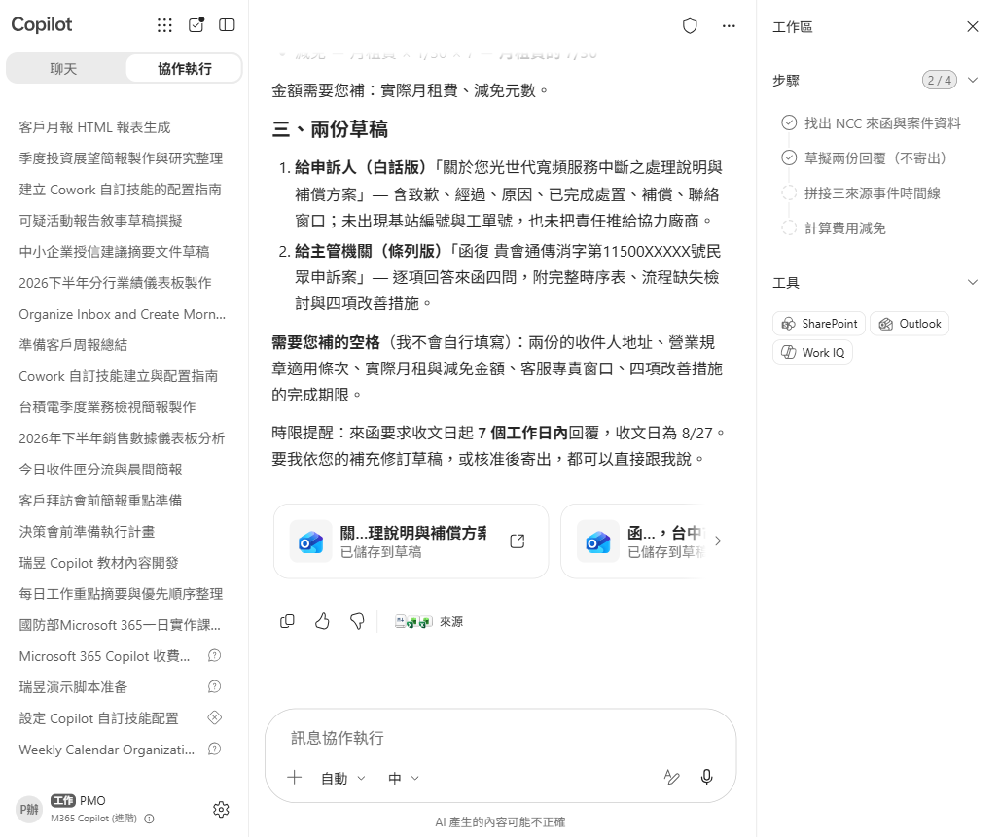 Copilot
聊天
協作執行
客戶月報 HTML 報表生成
季度投資展望簡報製作與研究整理
建立 Cowork 自訂技能的配置指南
可疑活動報告敘事草稿撰擬
中小企業授信建議摘要文件草稿
2026下半年分行業績儀表板製作
Organize Inbox and Create Morn...
準備客戶周報總結
Cowork 自訂技能建立與配置指南
台積電季度業務檢視簡報製作
2026年下半年銷售數據儀表板分析
今日收件匣分流與晨間簡報
客戶拜訪會前簡報重點準備
決策會前準備執行計畫
瑞昱 Copilot 教材內容開發
每日工作重點摘要與優先順序整理
國防部Microsoft 365一日實作課...
Microsoft 365 Copilot 收費...
瑞昱演示腳本准备
設定 Copilot 自訂技能配置
Weekly Calendar Organizati...
P辦
工作 PMO
M365 Copilot (進階)
金額需要您補：實際月租費、減免元數。
三、兩份草稿
1. 給申訴人（白話版）「關於您光世代寬頻服務中斷之處理說明與
補償方案」— 含致歉、經過、原因、已完成處置、補償、聯絡
窗口；未出現基站編號與工單號，也未把責任推給協力廠商。
2. 給主管機關（條列版）「函復 貴會通傳消字第11500XXXXX號民
眾申訴案」— 逐項回答來函四問，附完整時序表、流程缺失檢
討與四項改善措施。
需要您補的空格（我不會自行填寫）：兩份的收件人地址、營業規
章適用條次、實際月租與減免金額、客服專責窗口、四項改善措施
的完成期限。
時限提醒：來函要求收文日起 7 個工作日內回覆，收文日為 8/27。
要我依您的補充修訂草稿，或核准後寄出，都可以直接跟我說。
關...理說明與補償方案
已儲存到草稿
函...，台中
已儲存到草稿
來源
訊息協作執行
自動
中
AI 產生的內容可能不正確
工作區
步驟
2 / 4
找出 NCC 來函與案件資料
草擬兩份回覆（不寄出）
拼接三來源事件時間線
計算費用減免
工具
SharePoint
Outlook
Work IQ